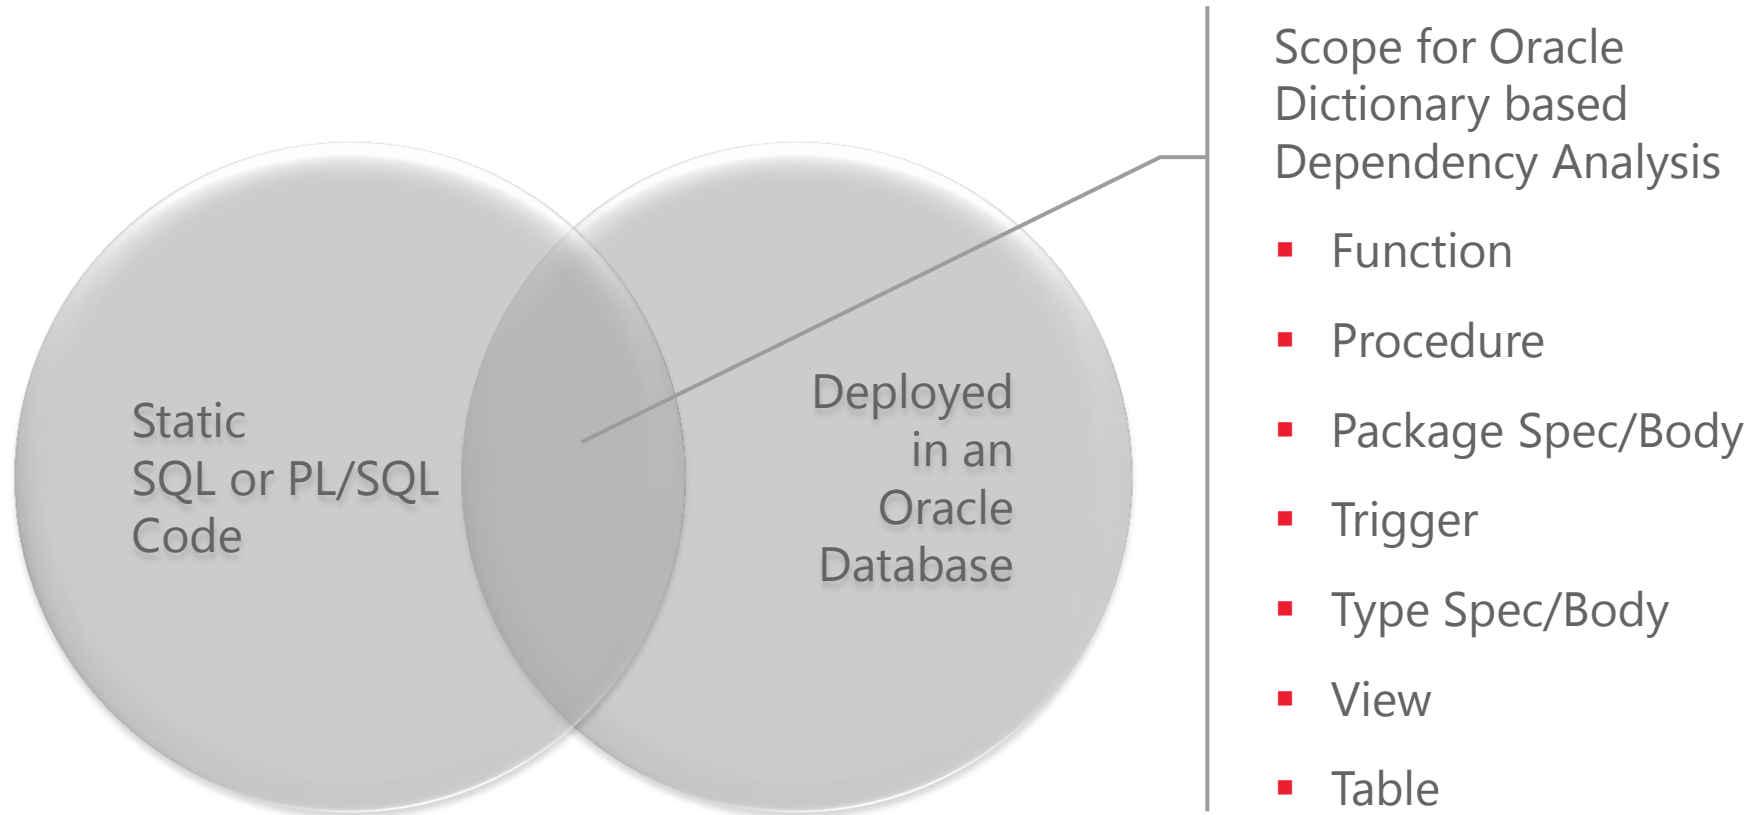 Static
SQL or PL/SQL
Code
Deployed
in an
Oracle
Database
Scope for Oracle
Dictionary based
Dependency Analysis
▪ Function
▪ Procedure
▪ Package Spec/Body
▪ Trigger
▪ Type Spec/Body
▪ View
▪ Table